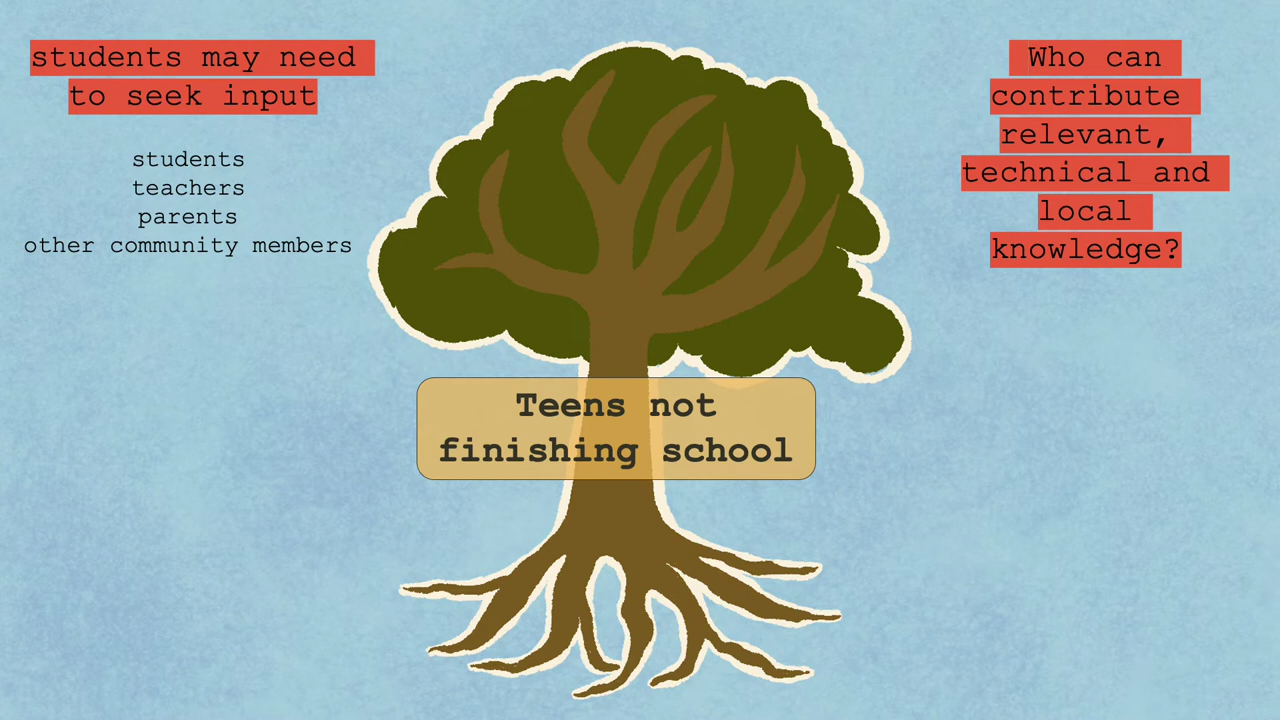 students may need
to seek input
students
teachers
parents
other community members
Who can
contribute
relevant,
technical and
local
knowledge?
Teens not
finishing school